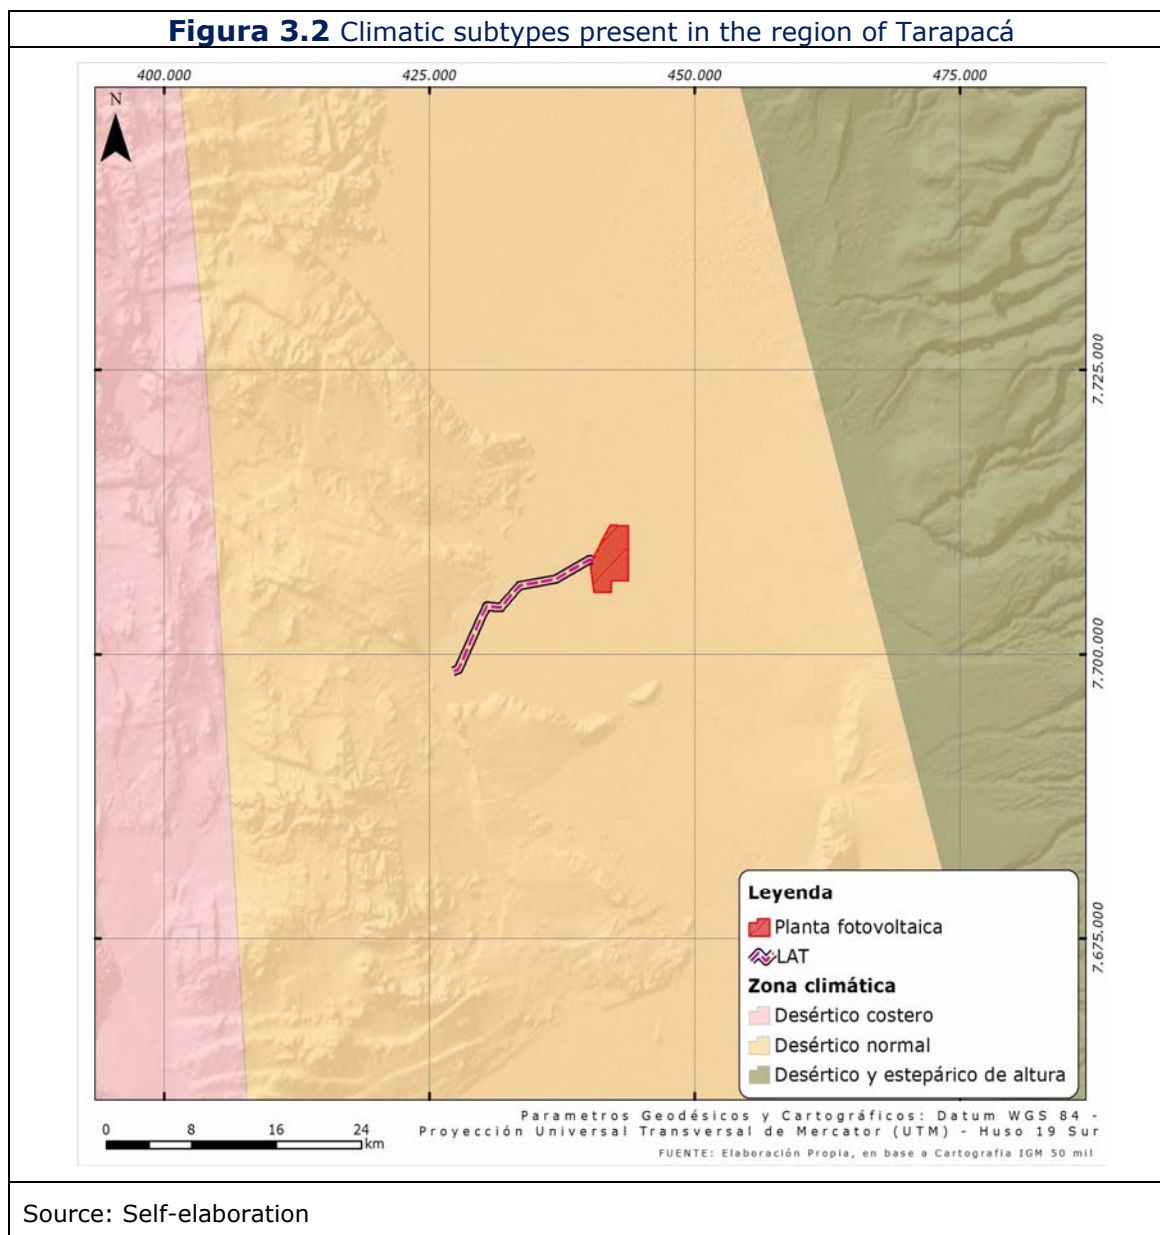 Figura 3.2 Climatic subtypes present in the region of Tarapacá
400.000 425.000 450.000 475.000
N
7.725.000
7.700.000
7.675.000
Leyenda
Planta fotovoltaica
LAT
Zona climática
Desértico costero
Desértico normal
Desértico y estepárico de altura
0 8 16 24
km
Parametros Geodésicos y Cartográficos: Datum WGS 84 -
Proyección Universal Transversal de Mercator (UTM) - Huso 19 Sur
FUENTE: Elaboración Propia, en base a Cartografia IGM 50 mil
Source: Self-elaboration